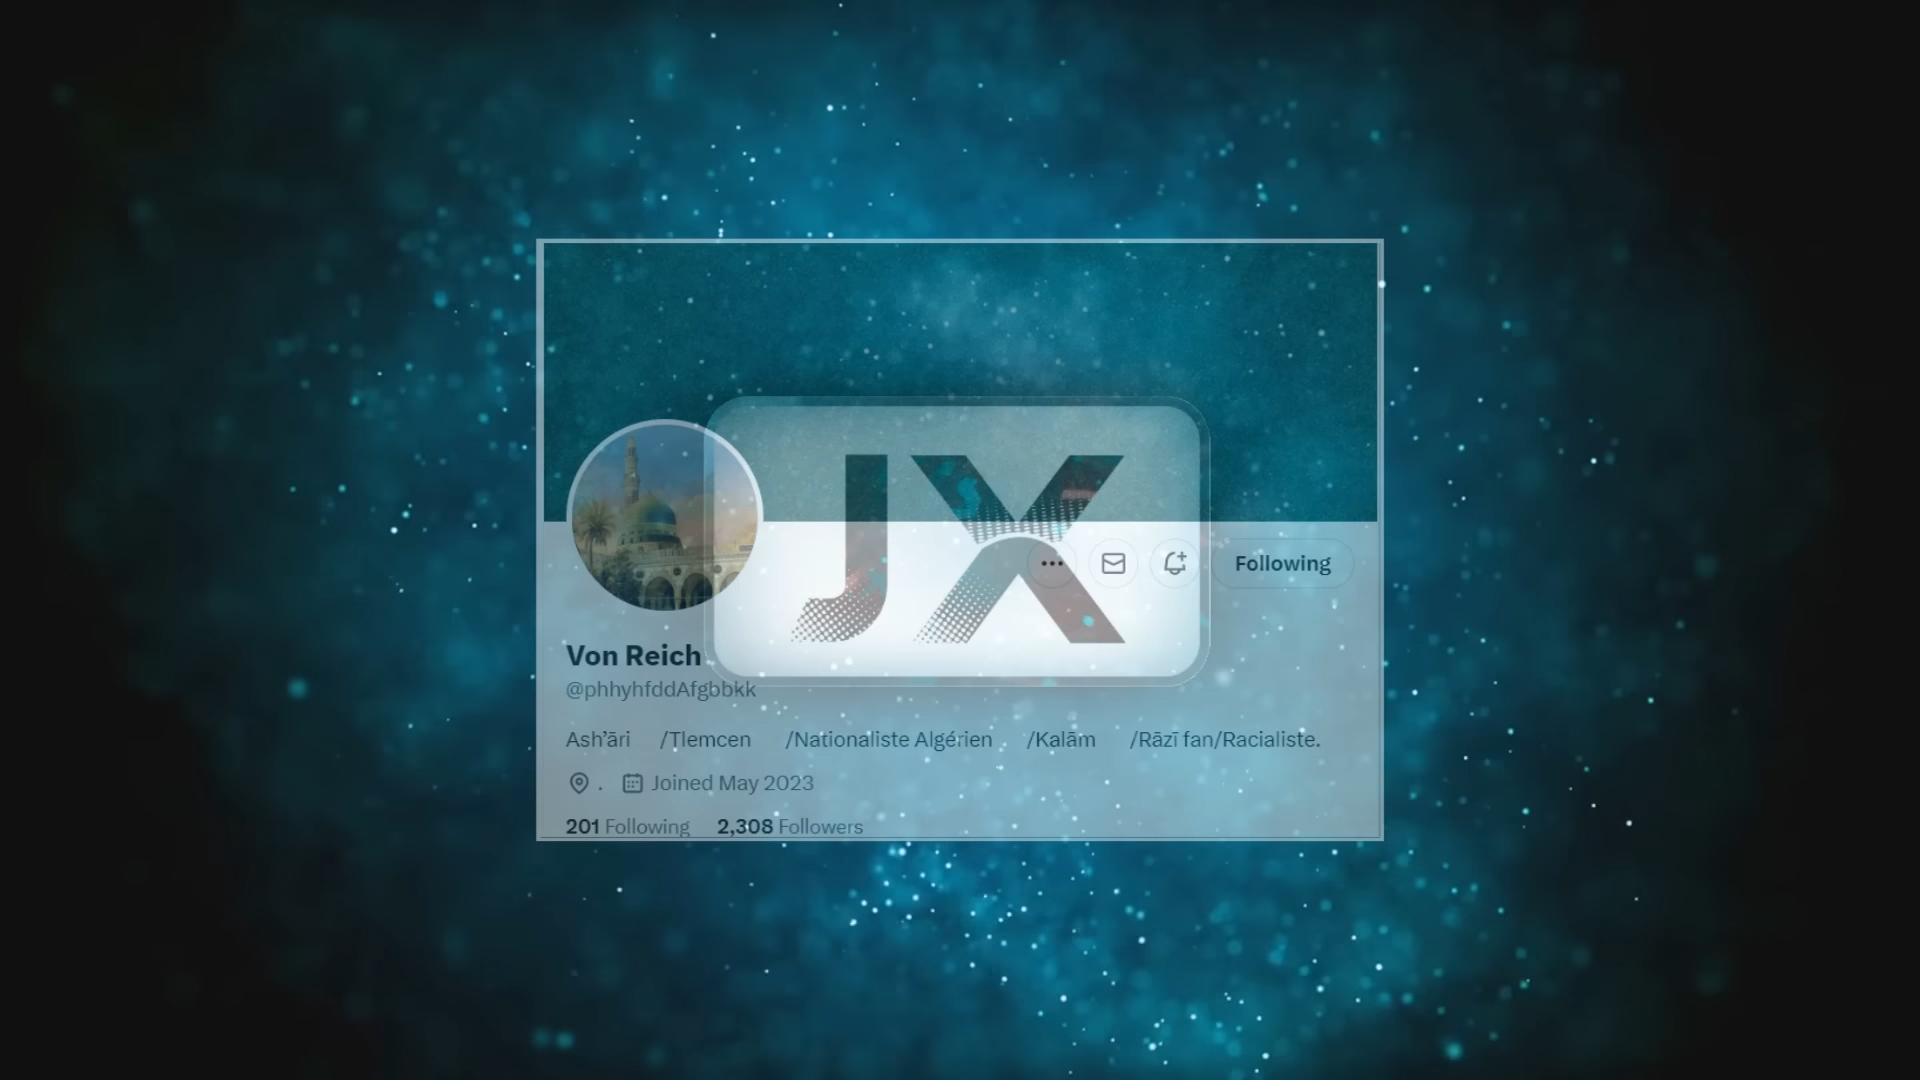 JX
Following
Von Reich
@phhyhfddAfgbbkk
Ash’āri /Tlemcen /Nationaliste Algérien /Kalām /Rāzī fan/Racialiste.
. Joined May 2023
201 Following 2,308 Followers